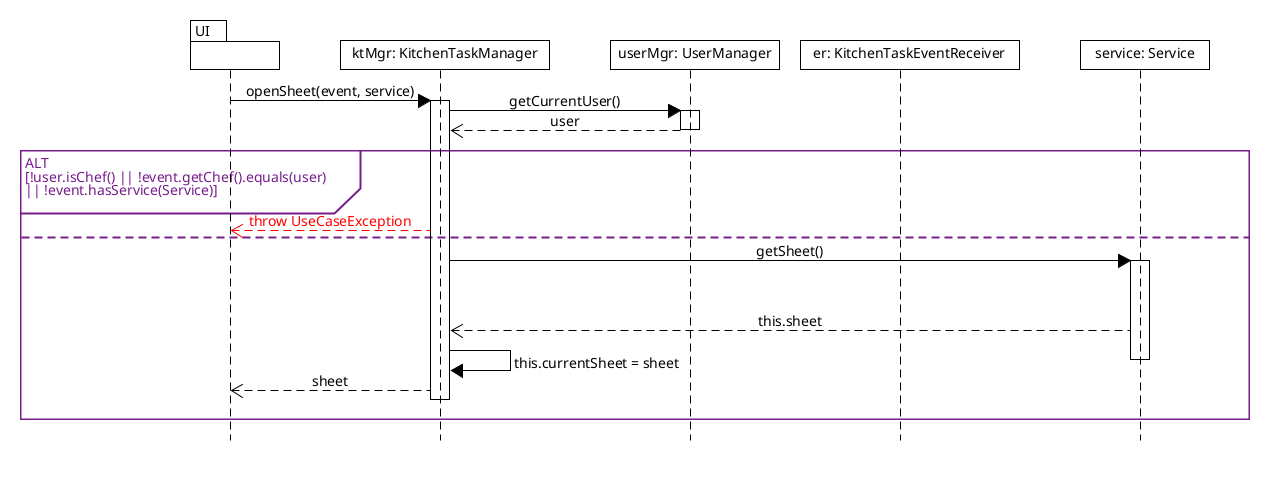 UI
ktMgr: KitchenTaskManager
userMgr: UserManager
er: KitchenTaskEventReceiver
service: Service
openSheet(event, service)
getCurrentUser()
user
ALT
[!user.isChef() || !event.getChef().equals(user)
|| !event.hasService(Service)]
throw UseCaseException
getSheet()
this.sheet
this.currentSheet = sheet
sheet